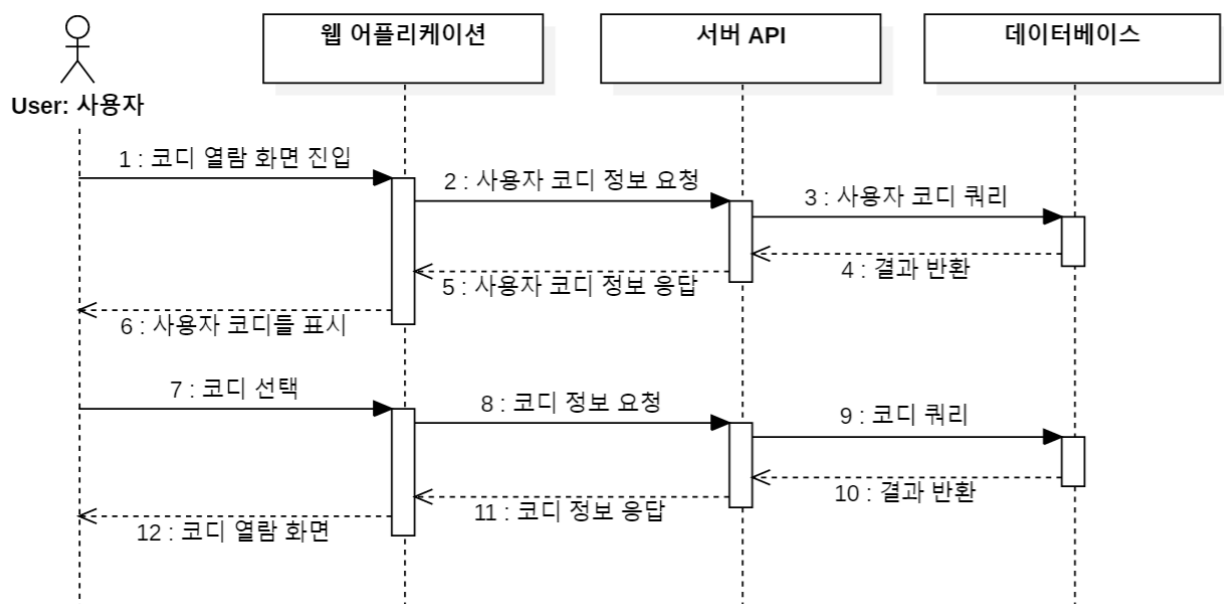 웹 어플리케이션
서버 API
데이터베이스
User: 사용자
1 : 코디 열람 화면 진입
2 : 사용자 코디 정보 요청
3 : 사용자 코디 쿼리
4 : 결과 반환
5 : 사용자 코디 정보 응답
6 : 사용자 코디들 표시
7 : 코디 선택
8 : 코디 정보 요청
9 : 코디 쿼리
10 : 결과 반환
11 : 코디 정보 응답
12 : 코디 열람 화면